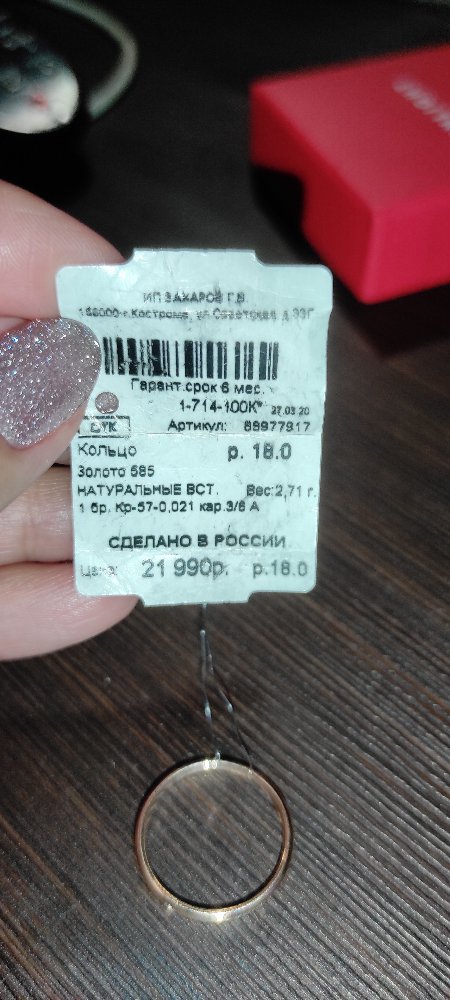 ИП ЗАХАРОВ Г.В.
156000 г.Кострома, ул.Советская д.
Гарант.срок 6 мес.
1-714-100К* 27.03.20
Артикул: 88977917
Кольцо р. 18.0
Золото 585
НАТУРАЛЬНЫЕ ВСТ. Вес:2,71 г.
1 бр. Кр-57-0,021 кар.3/6 А
СДЕЛАНО В РОССИИ
Цена: 21 990р. р.18.0